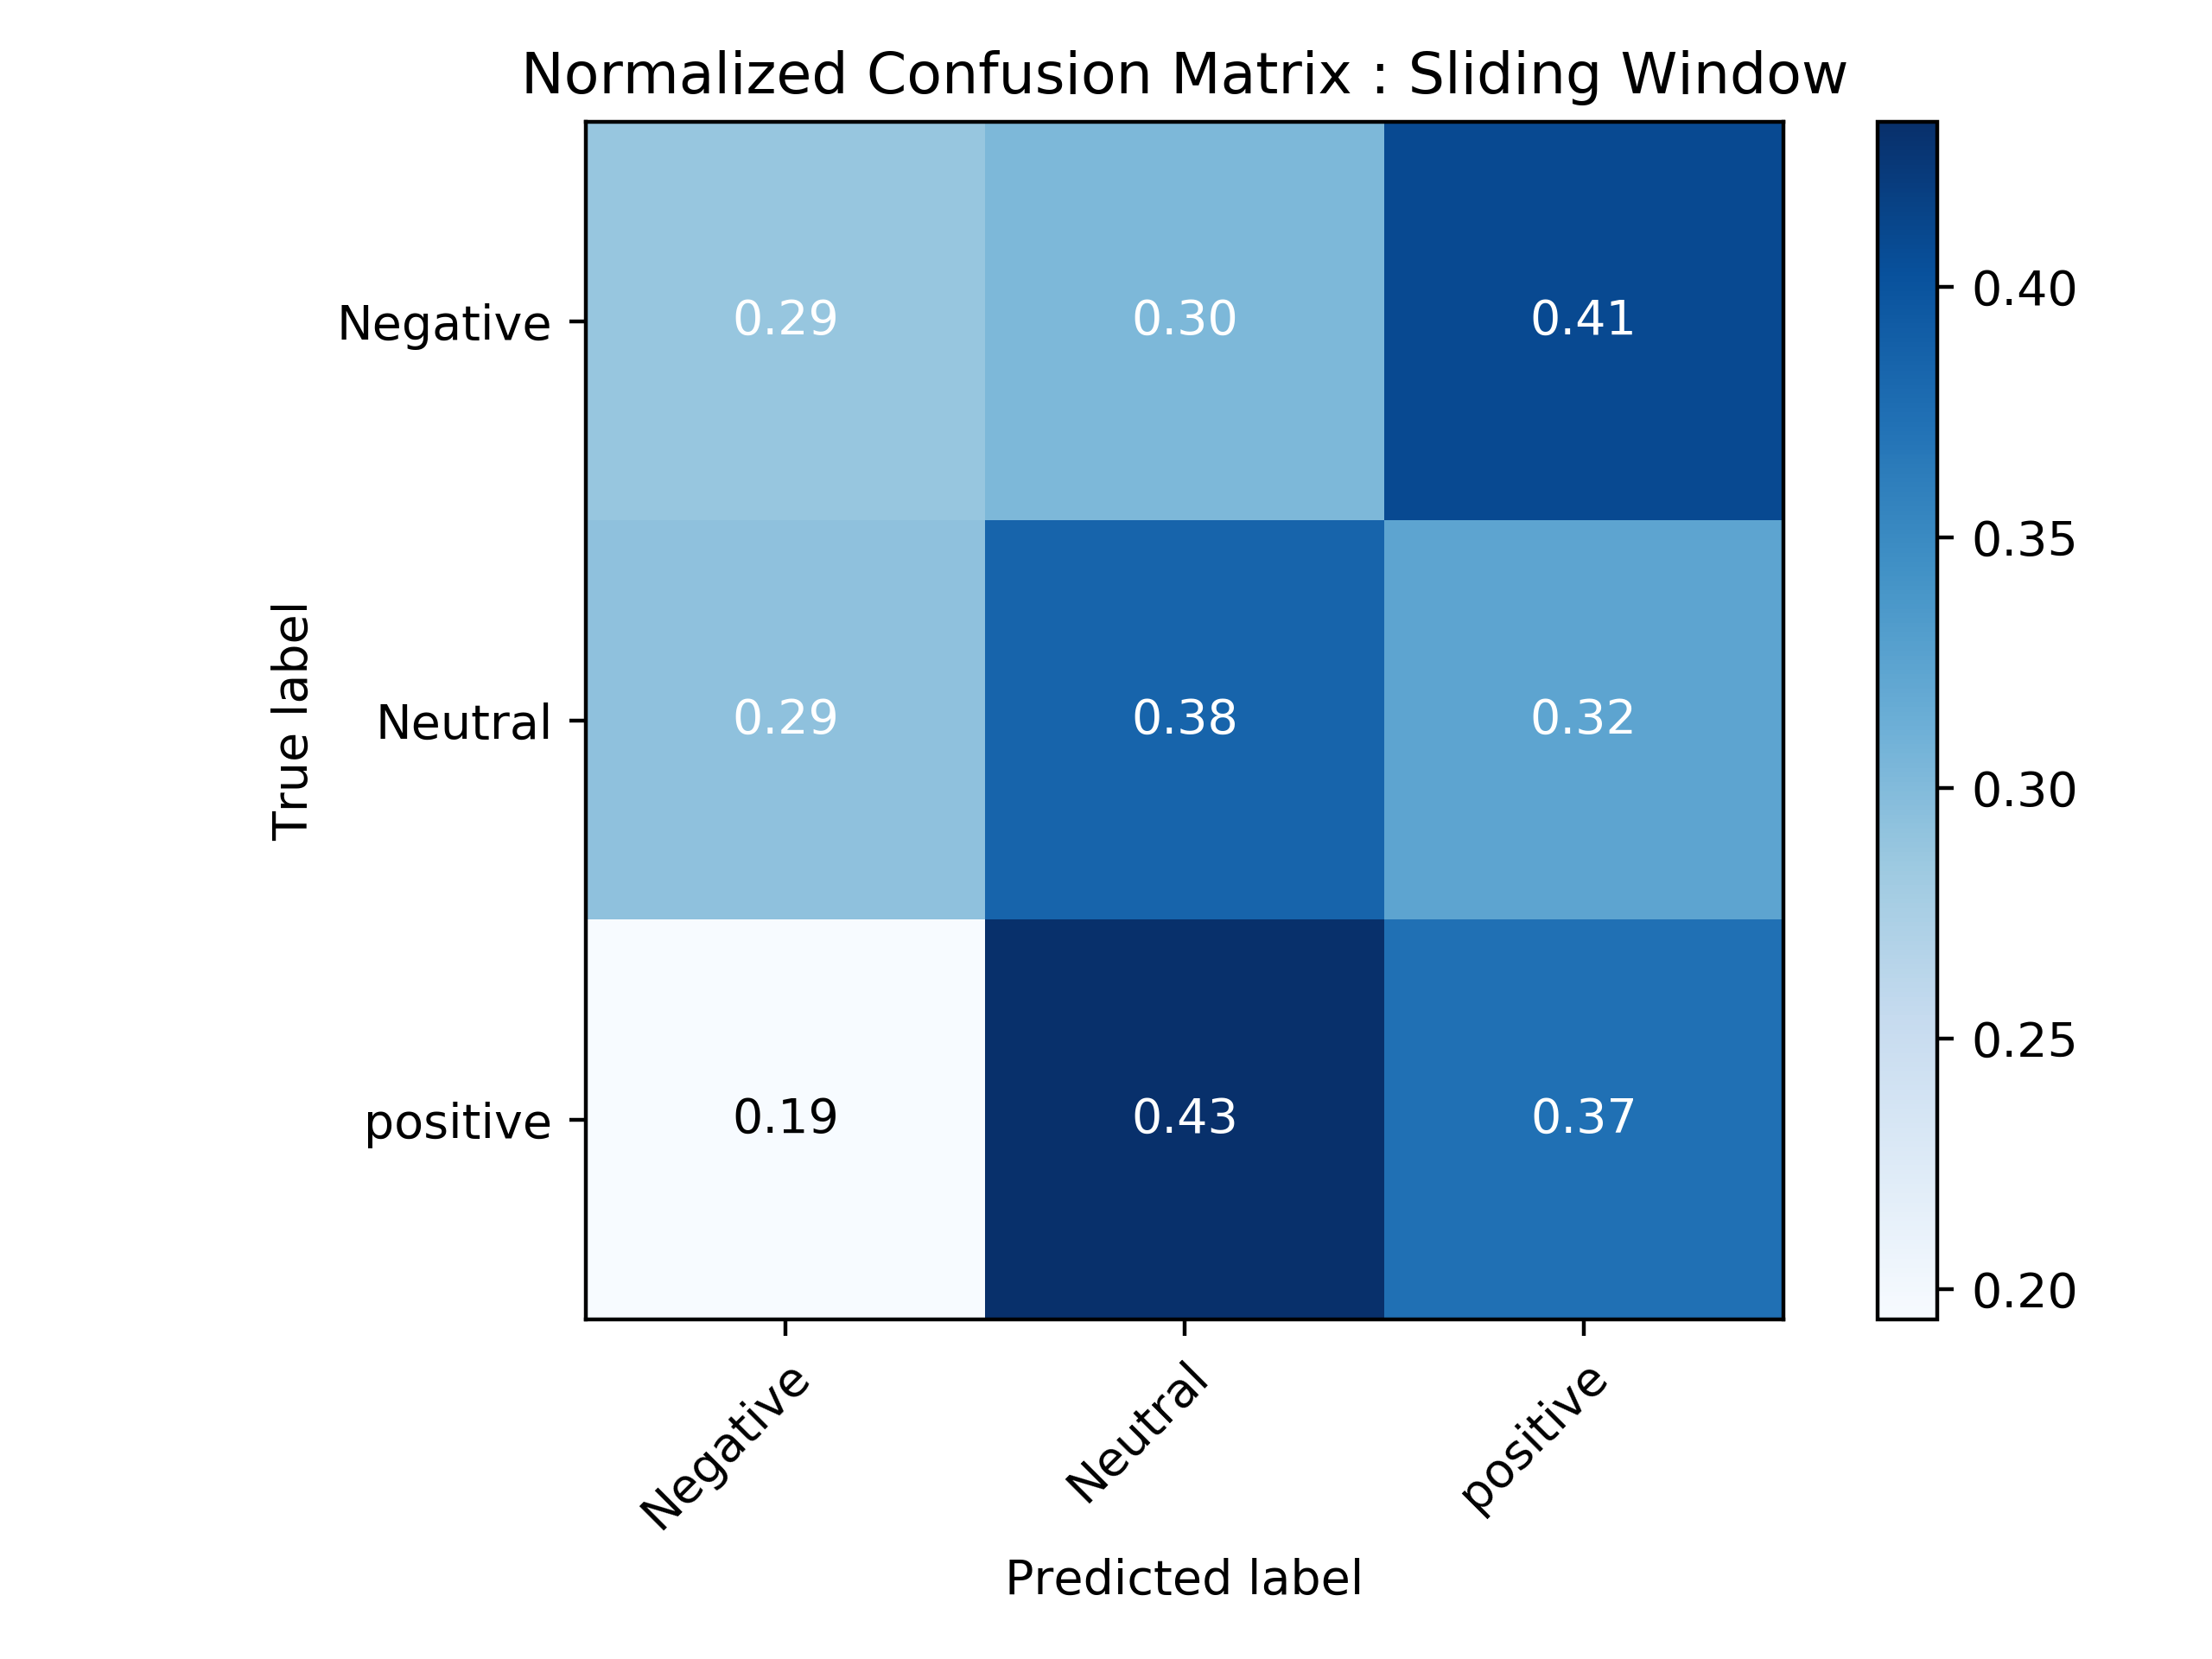 Normalized Confusion Matrix : Sliding Window
Negative
0.29
0.30
0.41
Neutral
0.29
0.38
0.32
positive
0.19
0.43
0.37
True label
Negative
Neutral
positive
Predicted label
0.40
0.35
0.30
0.25
0.20